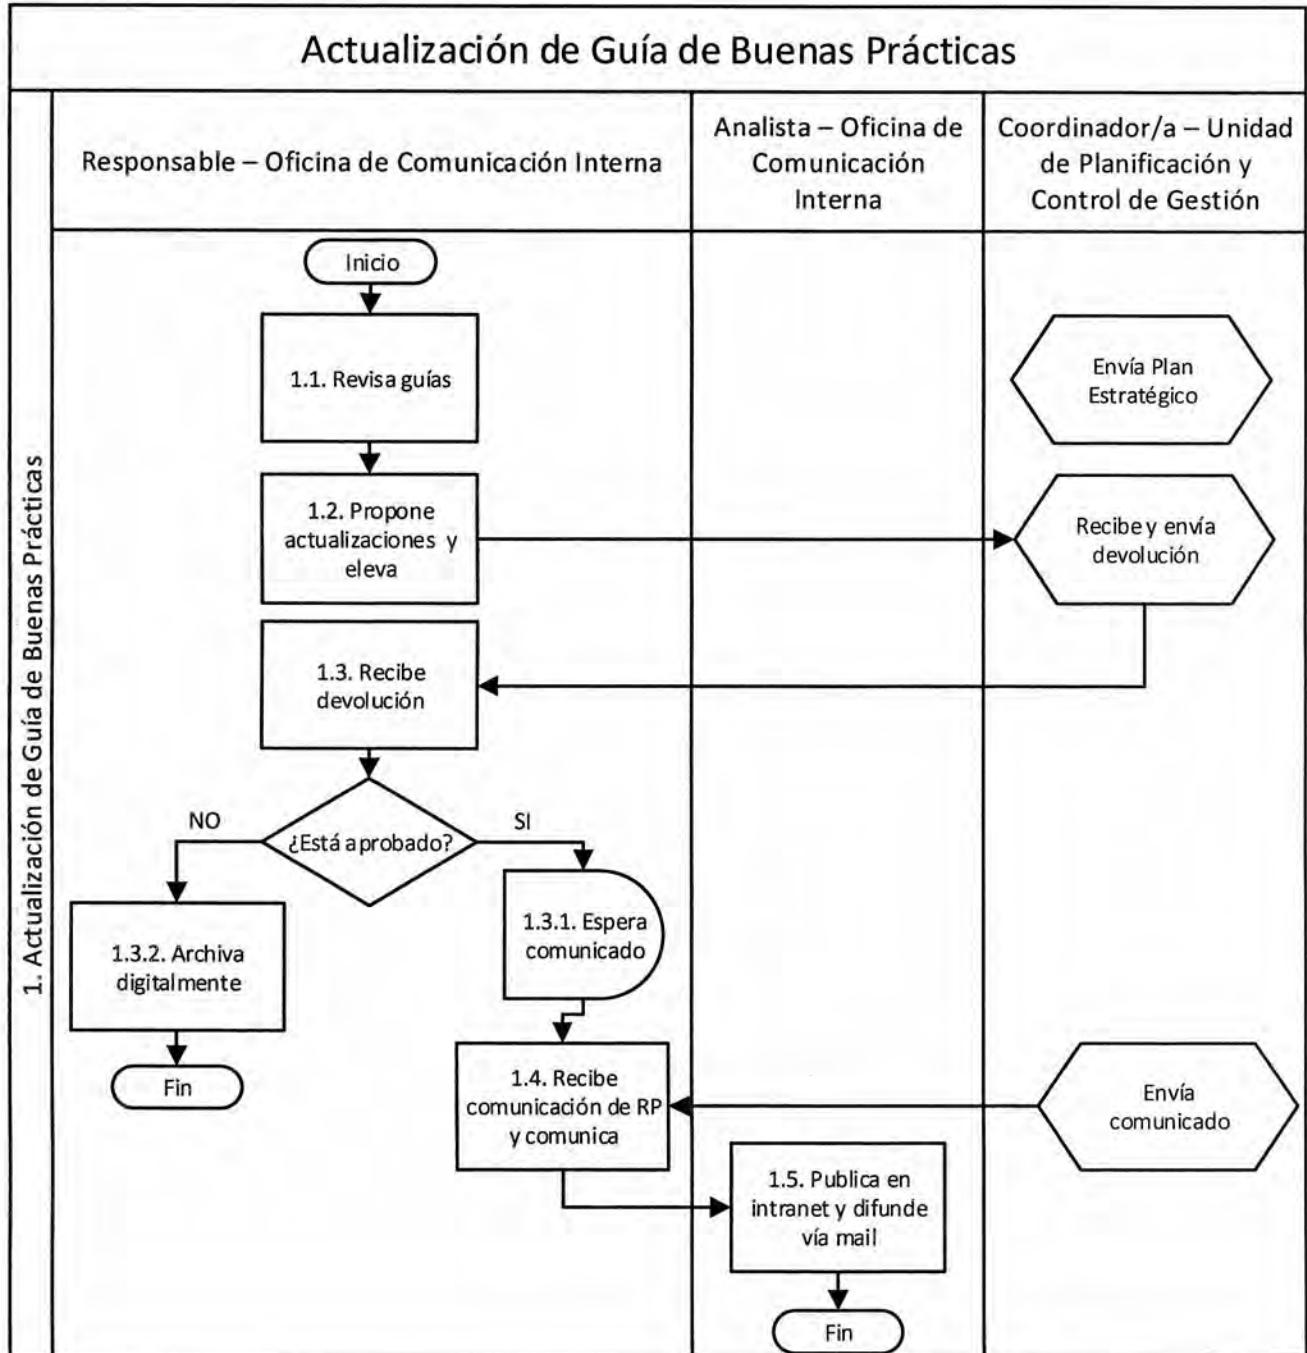 Actualización de Guía de Buenas Prácticas
1. Actualización de Guía de Buenas Prácticas
Responsable – Oficina de Comunicación Interna
Analista – Oficina de
Comunicación
Interna
Coordinador/a – Unidad
de Planificación y
Control de Gestión
Inicio
1.1. Revisa guías
Envía Plan
Estratégico
1.2. Propone
actualizaciones y
eleva
Recibe y envía
devolución
1.3. Recibe
devolución
¿Está aprobado?
NO
SI
1.3.2. Archiva
digitalmente
Fin
1.3.1. Espera
comunicado
1.4. Recibe
comunicación de RP
y comunica
Envía
comunicado
1.5. Publica en
intranet y difunde
vía mail
Fin